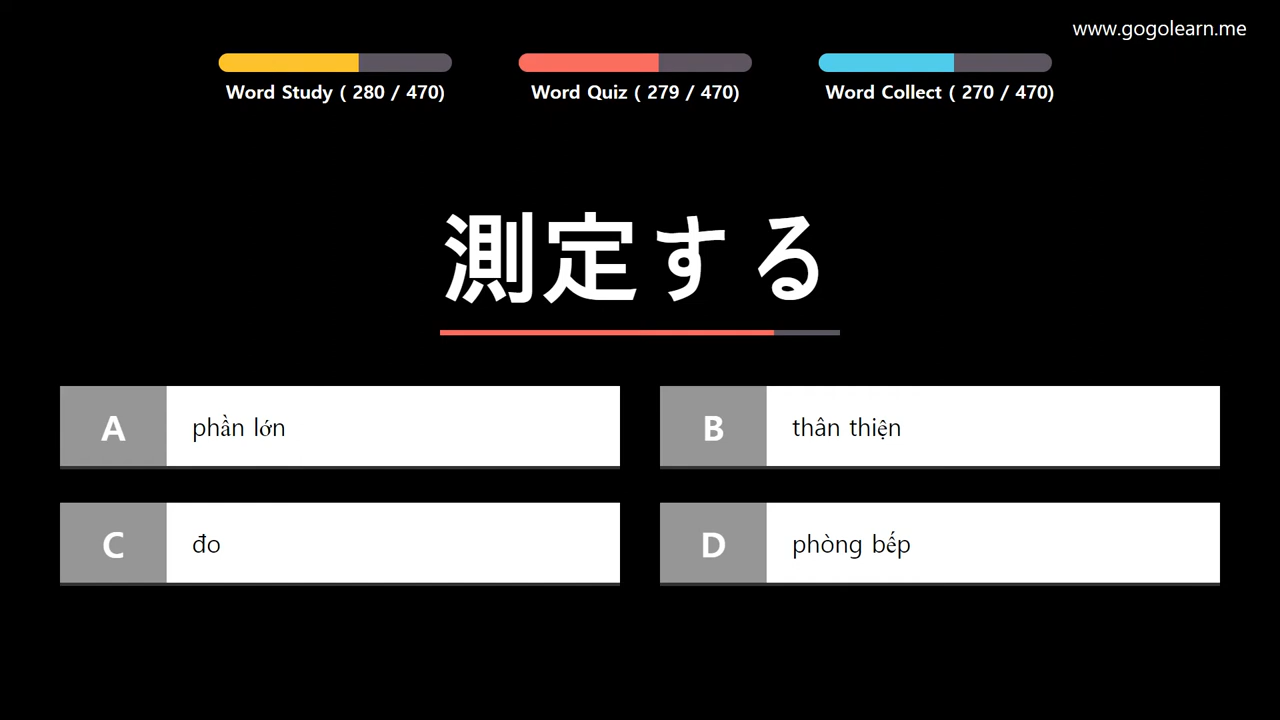 www.gogolearn.me
Word Study ( 280 / 470)
Word Quiz ( 279 / 470)
Word Collect ( 270 / 470)
測定する
A phần lớn
B thân thiện
C đo
D phòng bếp